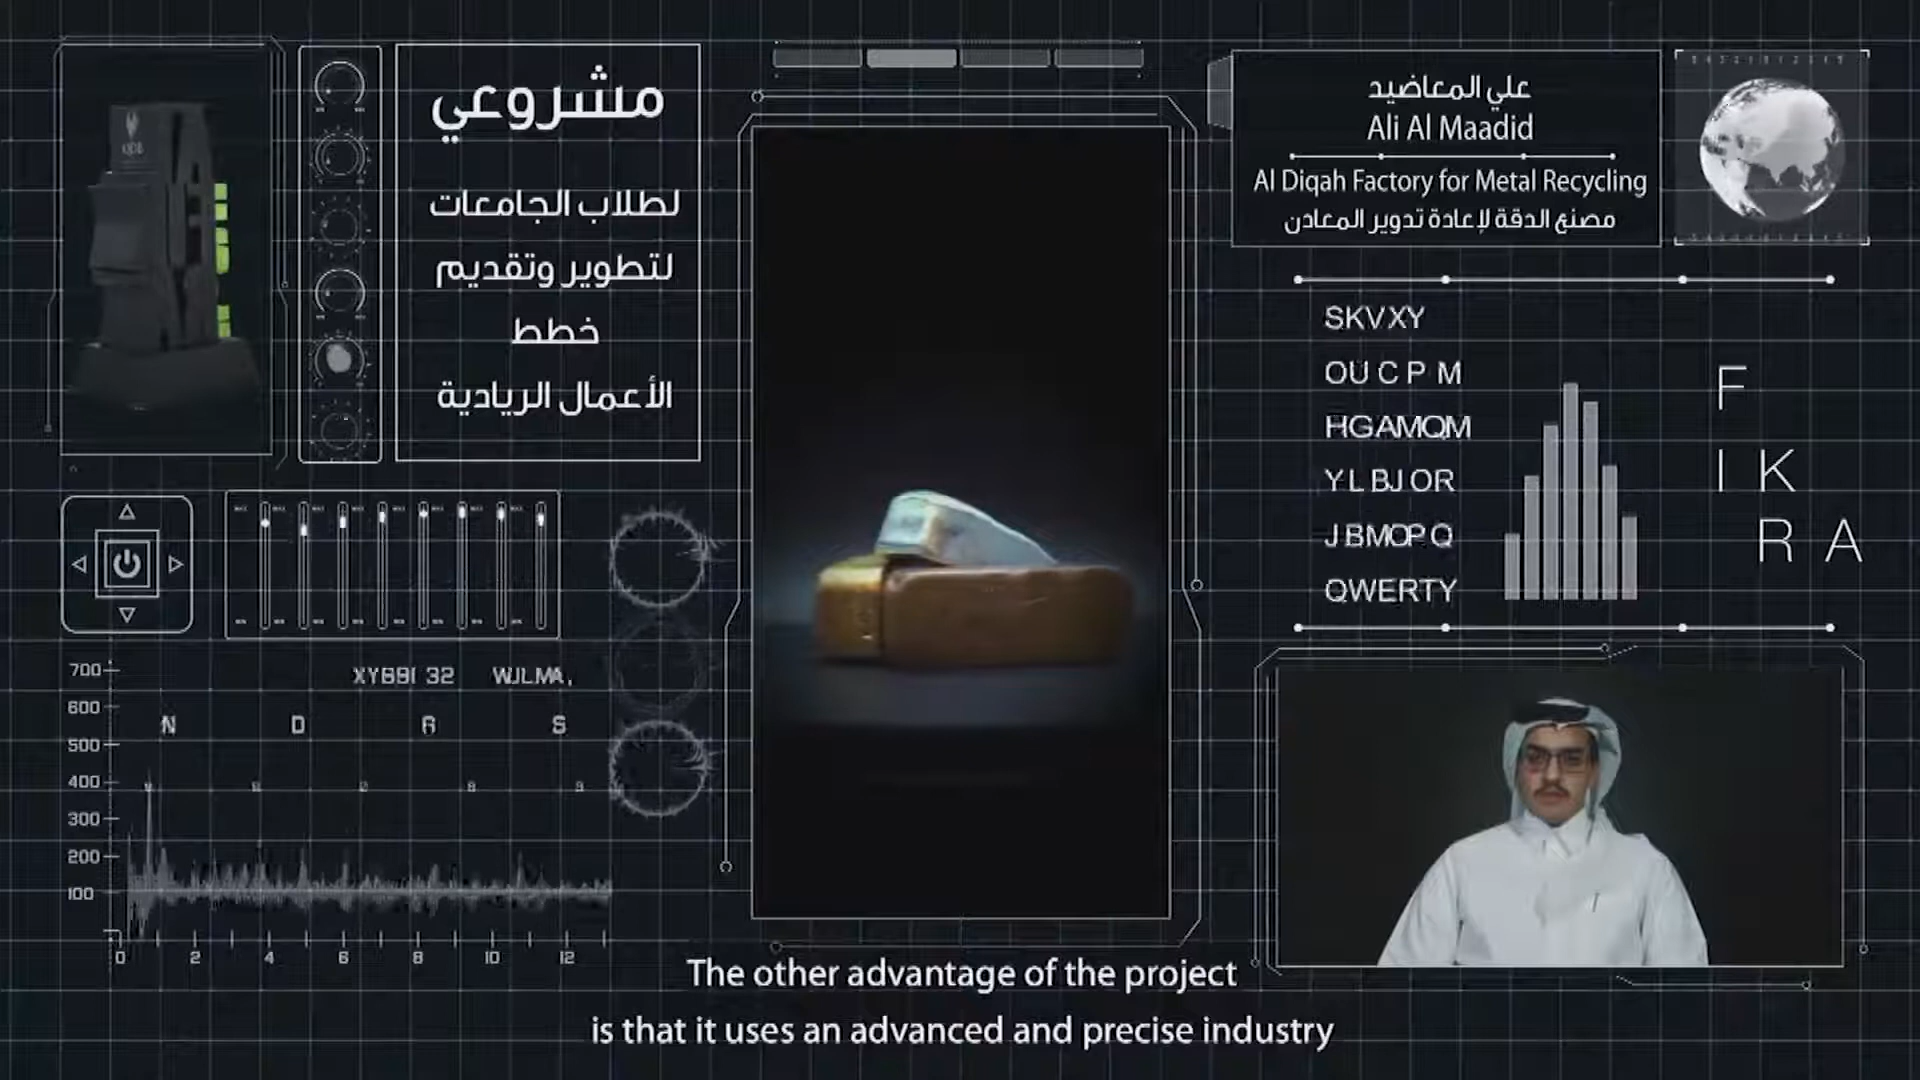 مشروعي
لطلاب الجامعات
لتطوير وتقديم
خطط
الأعمال الريادية
علي المعاضيد
Ali Al Maadid
Al Diqah Factory for Metal Recycling
مصنع الدقة لإعادة تدوير المعادن
QDB
SKVXY
OU C P M
HGAMQM
Y L BJ OR
J BMOPQ
QWERTY
F
I K
R A
XYBBI 32 WJLMA,
N D R S
700
600
500
400
300
200
100
0 2 4 6 8 10 12
The other advantage of the project
is that it uses an advanced and precise industry